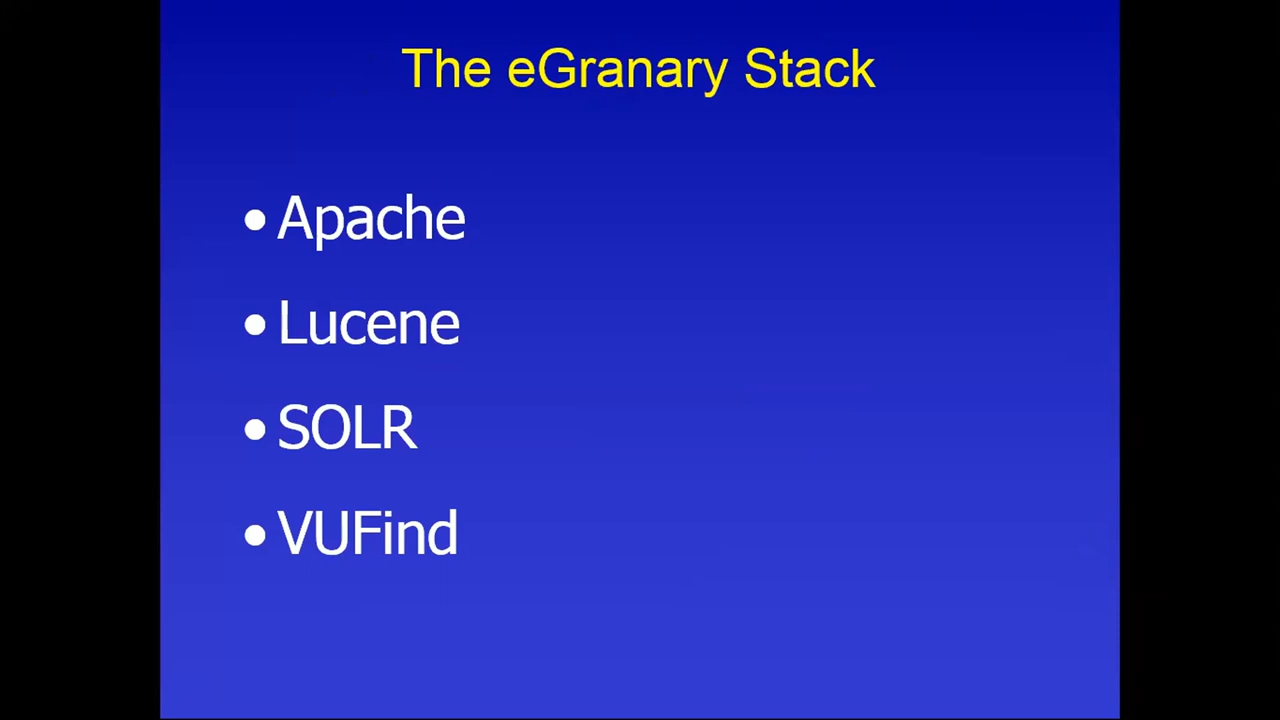 The eGranary Stack
• Apache
• Lucene
• SOLR
• VUFind